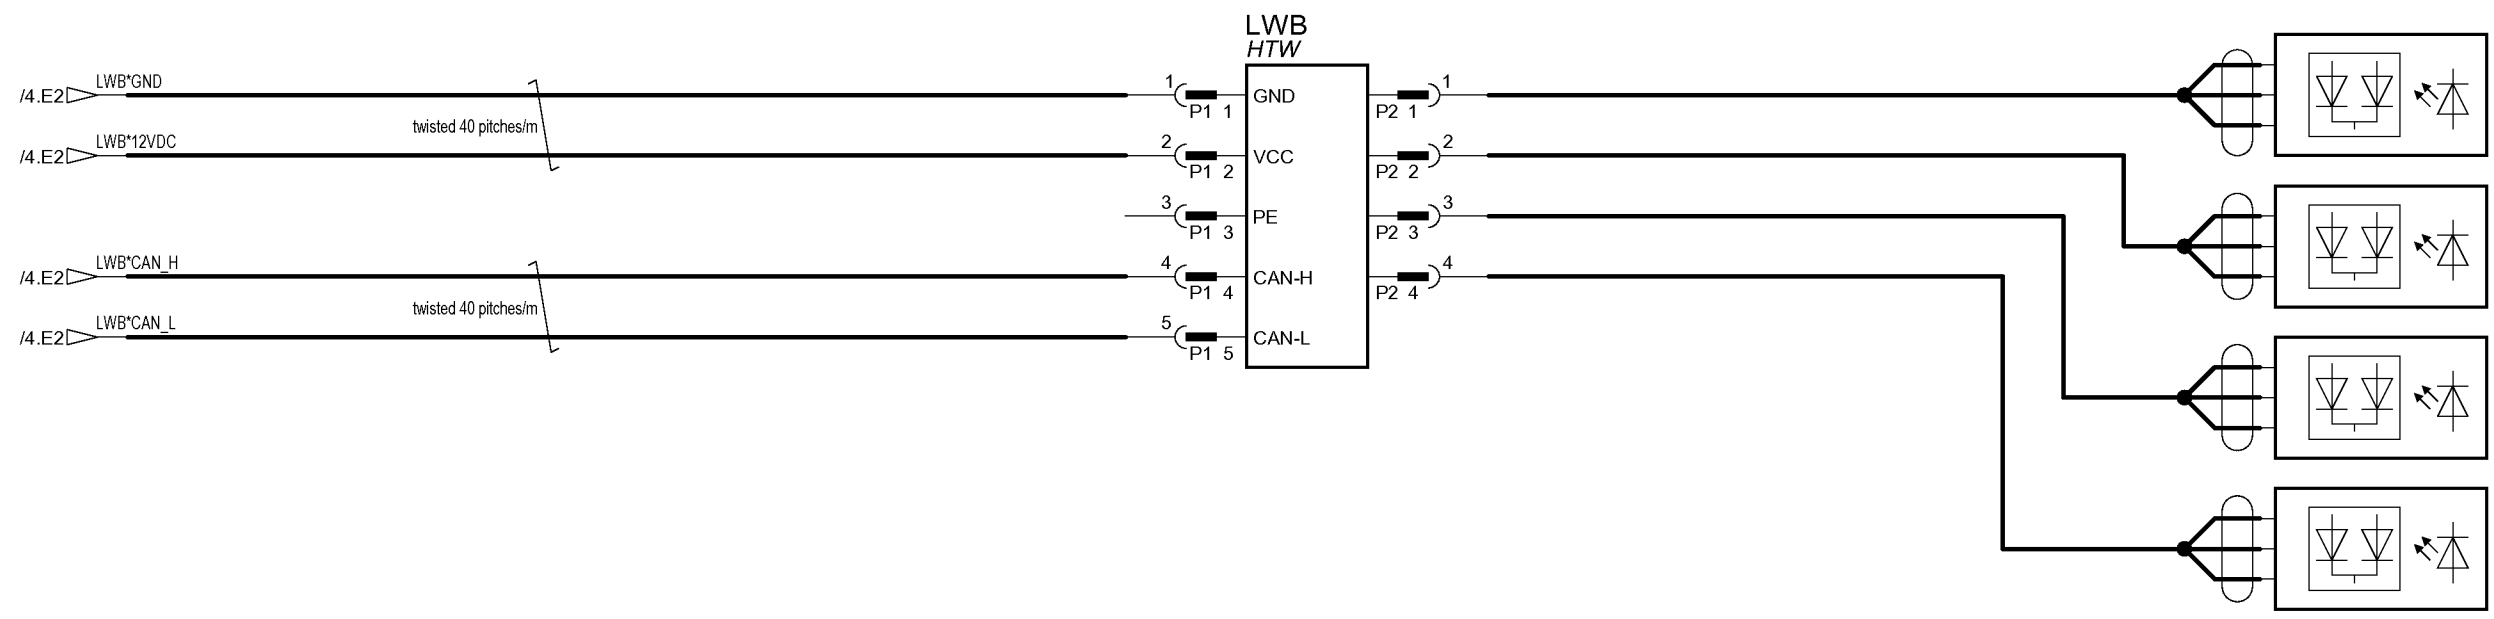 LWB
HTW
/4.E2 LWB*GND
1 P1 1 GND P2 1 1
twisted 40 pitches/m
/4.E2 LWB*12VDC
2 P1 2 VCC P2 2 2
3 P1 3 PE P2 3 3
/4.E2 LWB*CAN_H
4 P1 4 CAN-H P2 4 4
twisted 40 pitches/m
/4.E2 LWB*CAN_L
5 P1 5 CAN-L